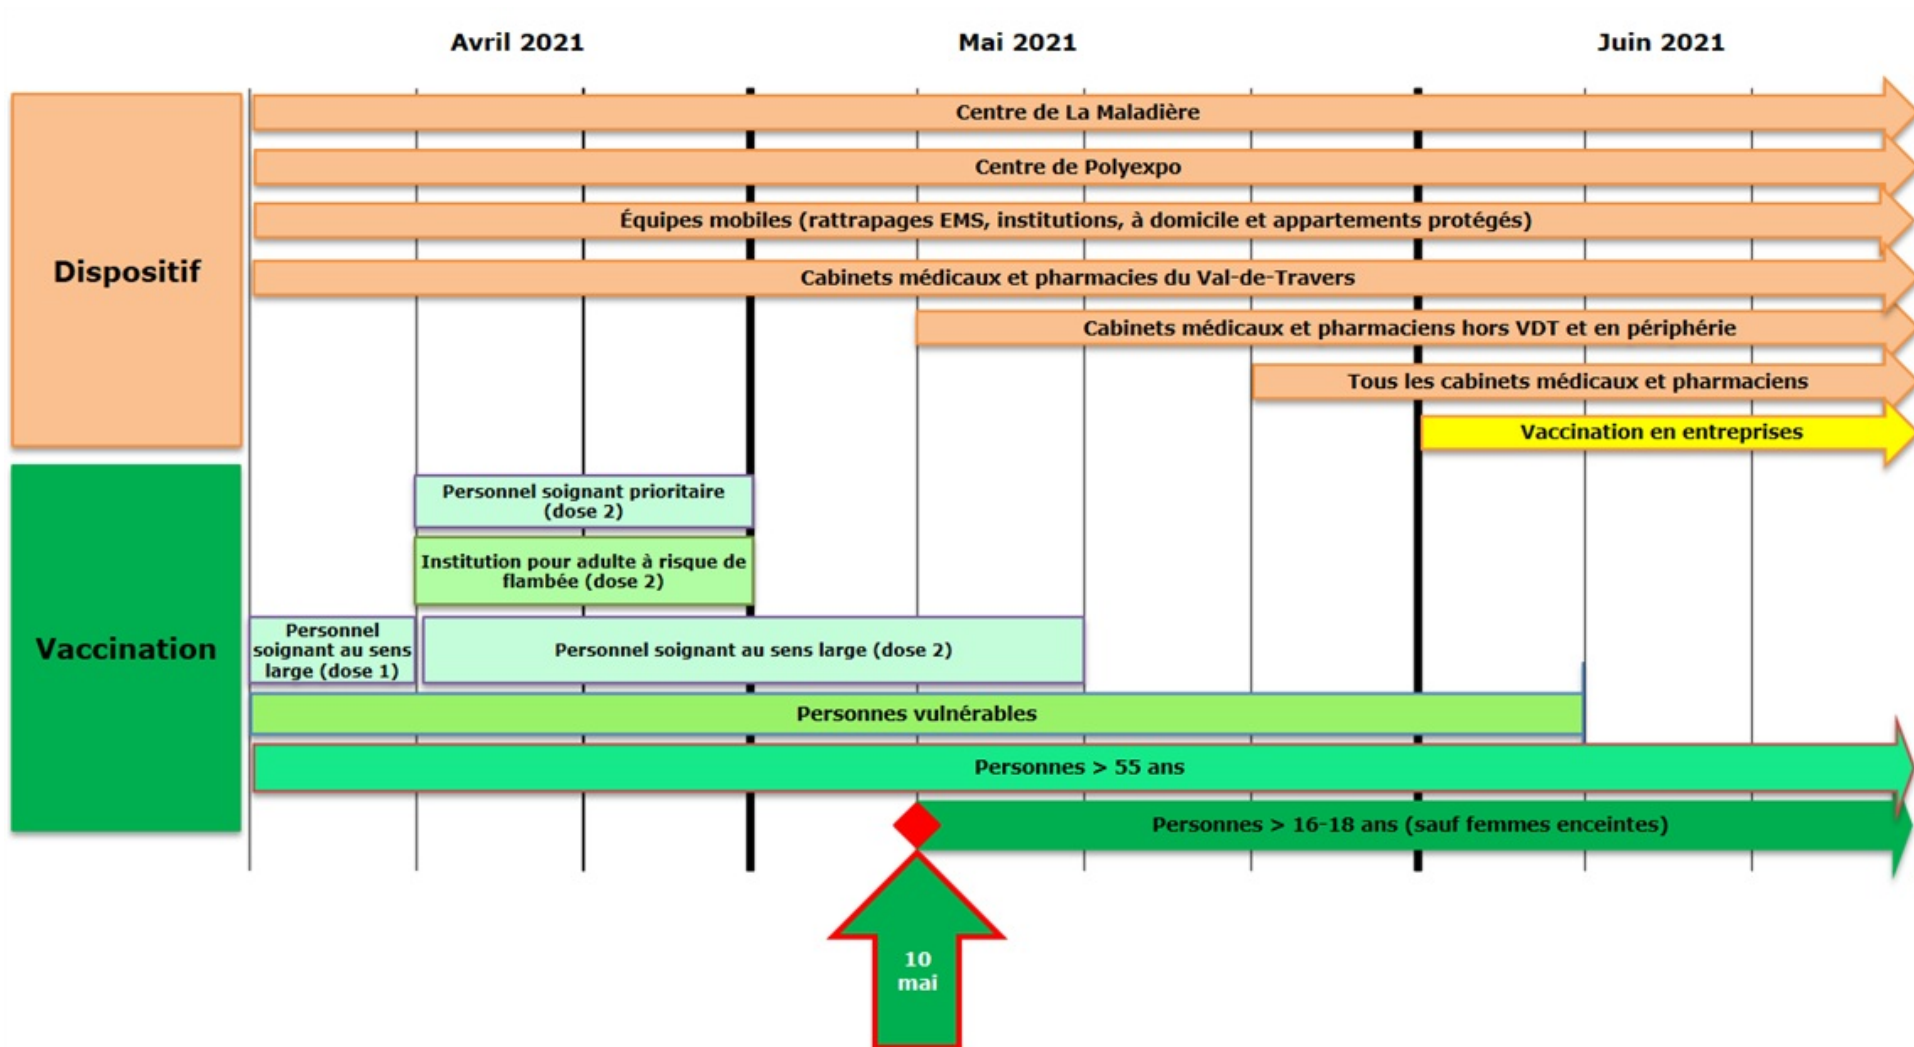 Avril 2021
Mai 2021
Juin 2021
Dispositif
Centre de La Maladière
Centre de Polyexpo
Équipes mobiles (rattrapages EMS, institutions, à domicile et appartements protégés)
Cabinets médicaux et pharmacies du Val-de-Travers
Cabinets médicaux et pharmaciens hors VDT et en périphérie
Tous les cabinets médicaux et pharmaciens
Vaccination en entreprises
Vaccination
Personnel soignant prioritaire
(dose 2)
Institution pour adulte à risque de
flambée (dose 2)
Personnel
soignant au sens
large (dose 1)
Personnel soignant au sens large (dose 2)
Personnes vulnérables
Personnes > 55 ans
Personnes > 16-18 ans (sauf femmes enceintes)
10
mai